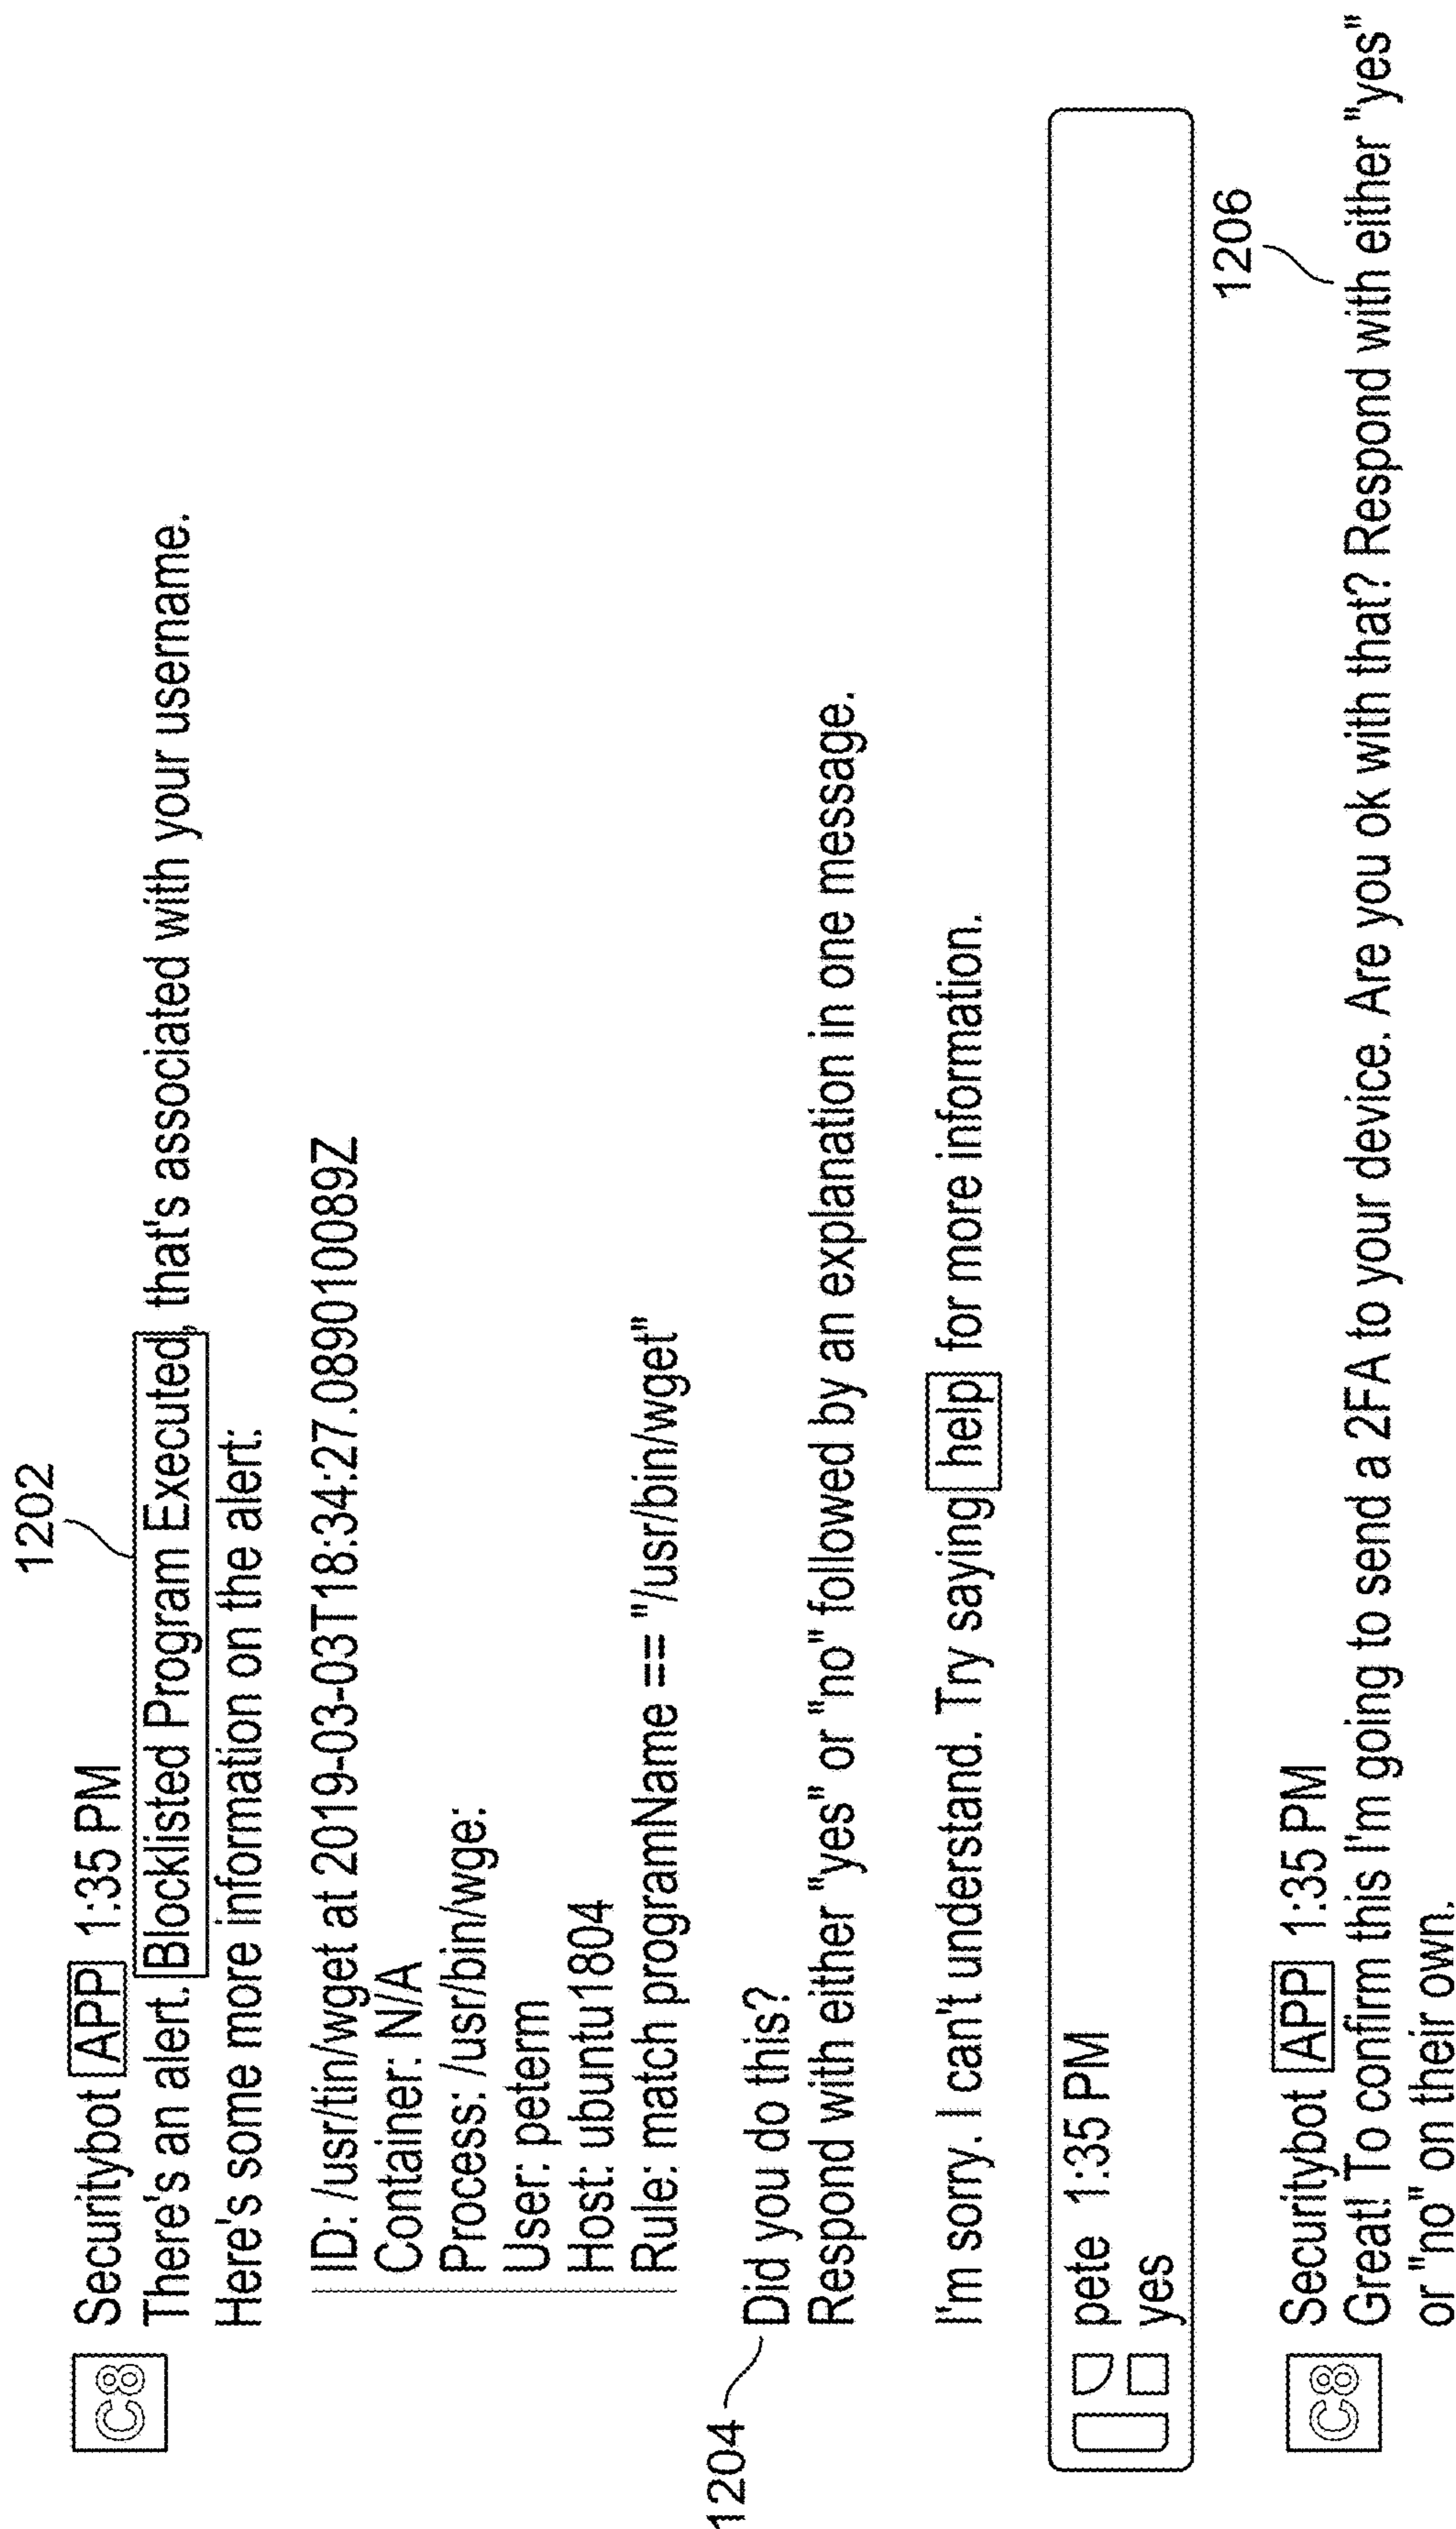 1202
C8 Securitybot APP 1:35 PM
There's an alert. Blocklisted Program Executed, that's associated with your username.
Here's some more information on the alert:
ID: /usr/tin/wget at 2019-03-03T18:34:27.089010089Z
Container: N/A
Process: /usr/bin/wge:
User: peterm
Host: ubuntu1804
Rule: match programName == "/usr/bin/wget"
1204
Did you do this?
Respond with either "yes" or "no" followed by an explanation in one message.
I'm sorry. I can't understand. Try saying help for more information.
pete 1:35 PM
yes
1206
C8 Securitybot APP 1:35 PM
Great! To confirm this I'm going to send a 2FA to your device. Are you ok with that? Respond with either "yes"
or "no" on their own.